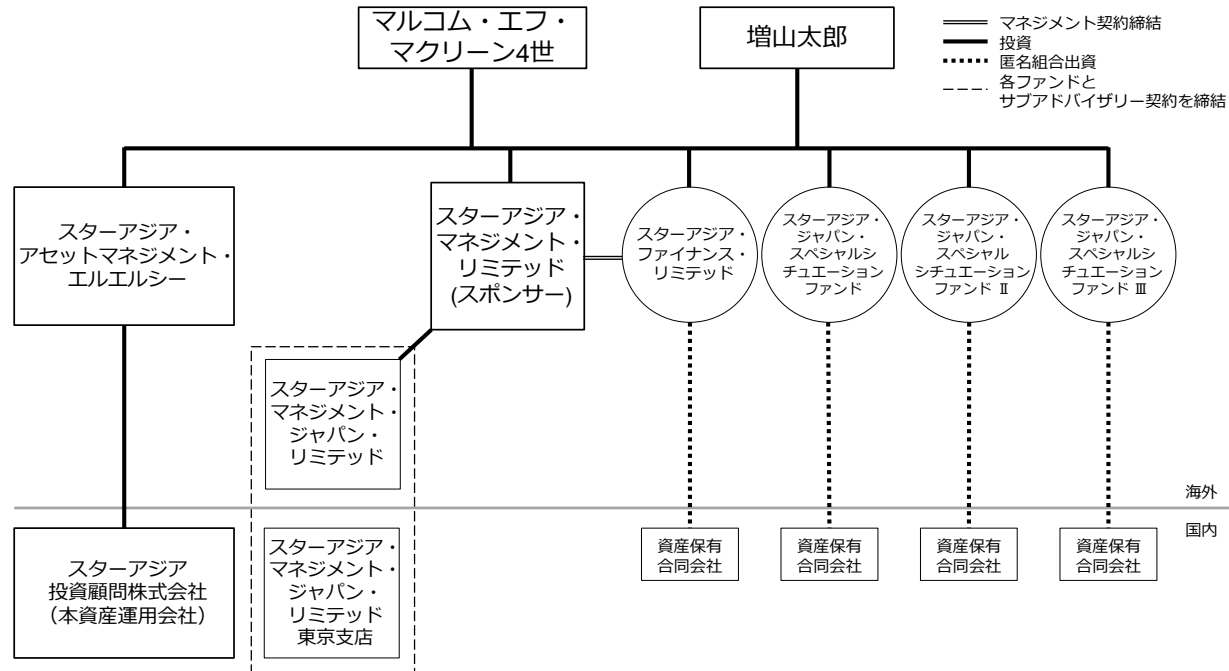 マルコム・エフ・
マクリーン4世
増山太郎
マネジメント契約締結
投資
匿名組合出資
各ファンドと
サブアドバイザリー契約を締結
スターアジア・
アセットマネジメント・
エルエルシー
スターアジア・
マネジメント・
リミテッド
(スポンサー)
スターアジア・
ファイナンス・
リミテッド
スターアジア・
ジャパン・
スペシャルシ
チュエーション
ファンド
スターアジア・
ジャパン・
スペシャル
シチュエーション
ファンド Ⅱ
スターアジア・
ジャパン・
スペシャルシ
チュエーション
ファンド Ⅲ
スターアジア・
マネジメント・
ジャパン・
リミテッド
海外
国内
スターアジア
投資顧問株式会社
（本資産運用会社）
スターアジア・
マネジメント・
ジャパン・
リミテッド
東京支店
資産保有
合同会社
資産保有
合同会社
資産保有
合同会社
資産保有
合同会社